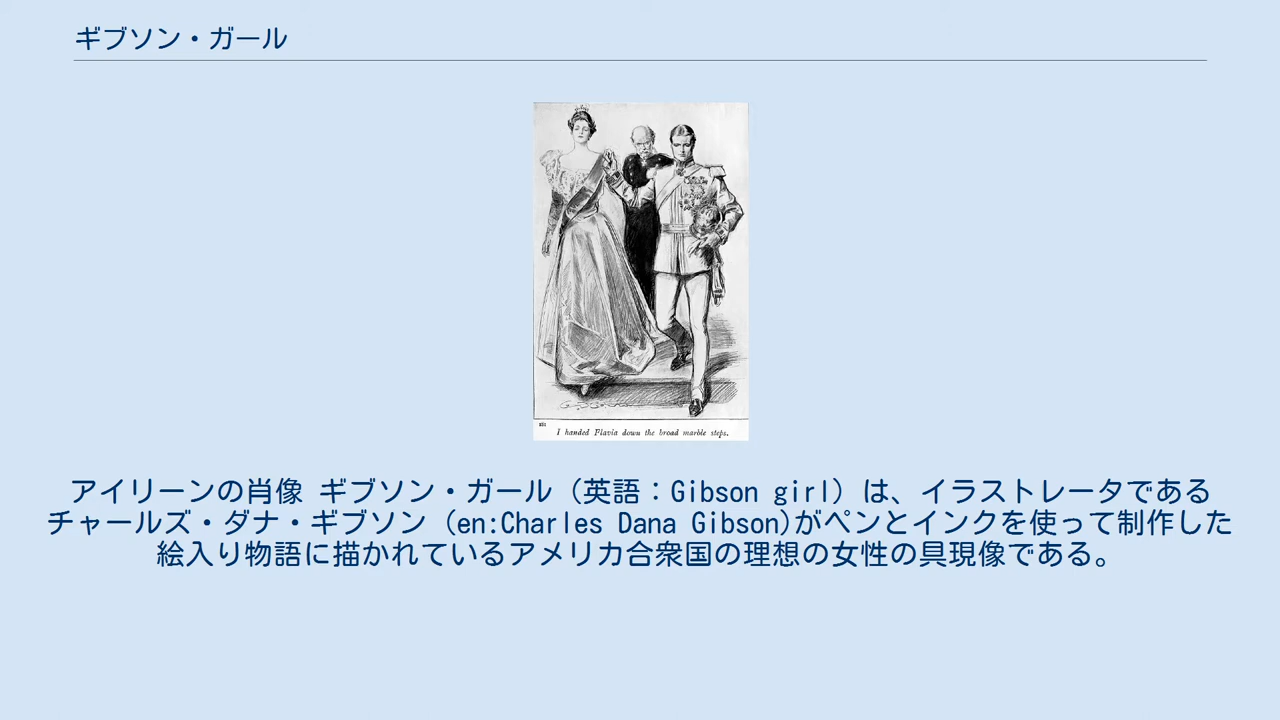 ギブソン・ガール
I handed Flavia down the broad marble steps.
アイリーンの肖像 ギブソン・ガール（英語：Gibson girl）は、イラストレータである
チャールズ・ダナ・ギブソン（en:Charles Dana Gibson)がペンとインクを使って制作した
絵入り物語に描かれているアメリカ合衆国の理想の女性の具現像である。